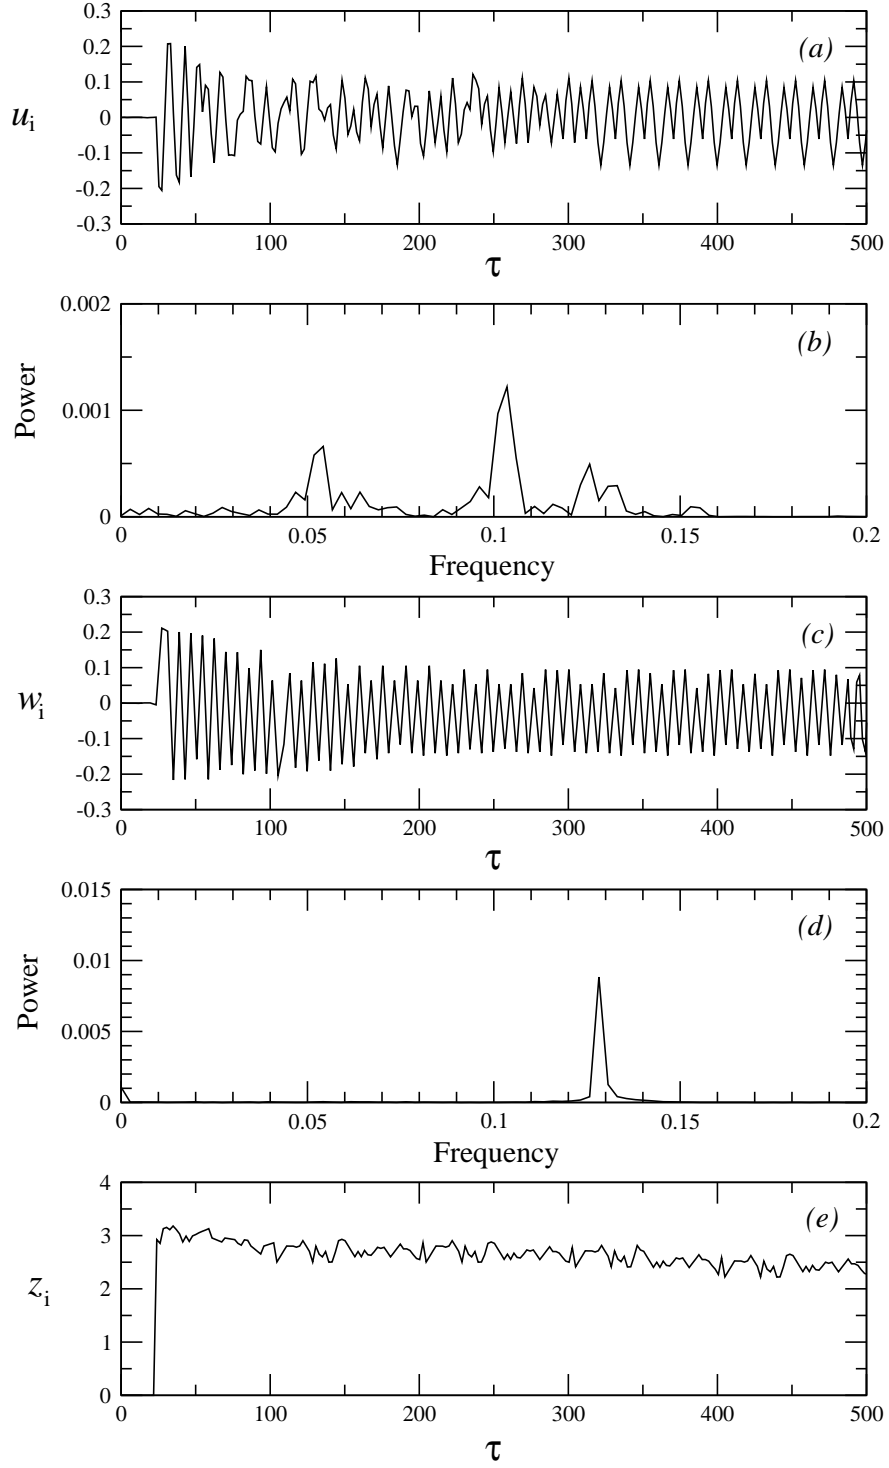 0.3
(a)
0.2
0.1
u_i 0
-0.1
-0.2
-0.3
0 100 200 300 400 500
τ
0.002
(b)
Power
0.001
0
0 0.05 0.1 0.15 0.2
Frequency
0.3
(c)
0.2
0.1
w_i 0
-0.1
-0.2
-0.3
0 100 200 300 400 500
τ
0.015
(d)
0.01
Power
0.005
0
0 0.05 0.1 0.15 0.2
Frequency
4
(e)
3
z_i 2
1
0
0 100 200 300 400 500
τ